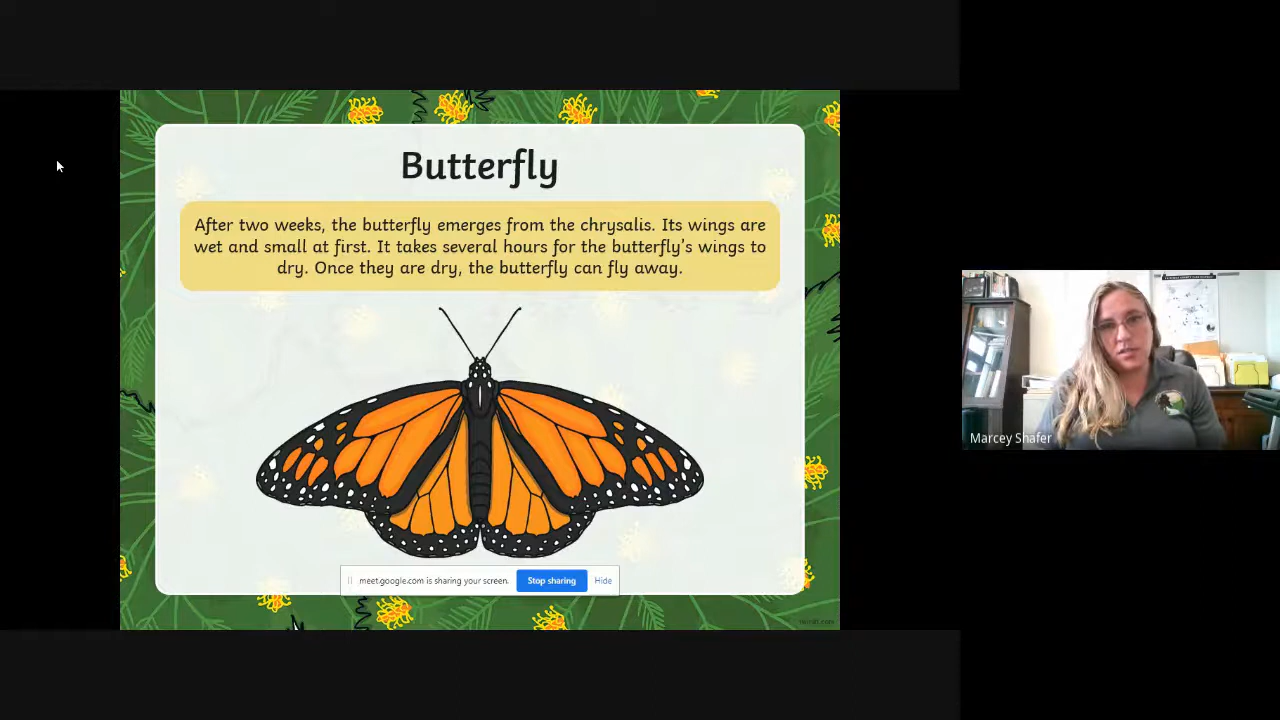 Butterfly
After two weeks, the butterfly emerges from the chrysalis. Its wings are
wet and small at first. It takes several hours for the butterfly's wings to
dry. Once they are dry, the butterfly can fly away.
meet.google.com is sharing your screen.
Stop sharing
Hide
Marcey Shafer